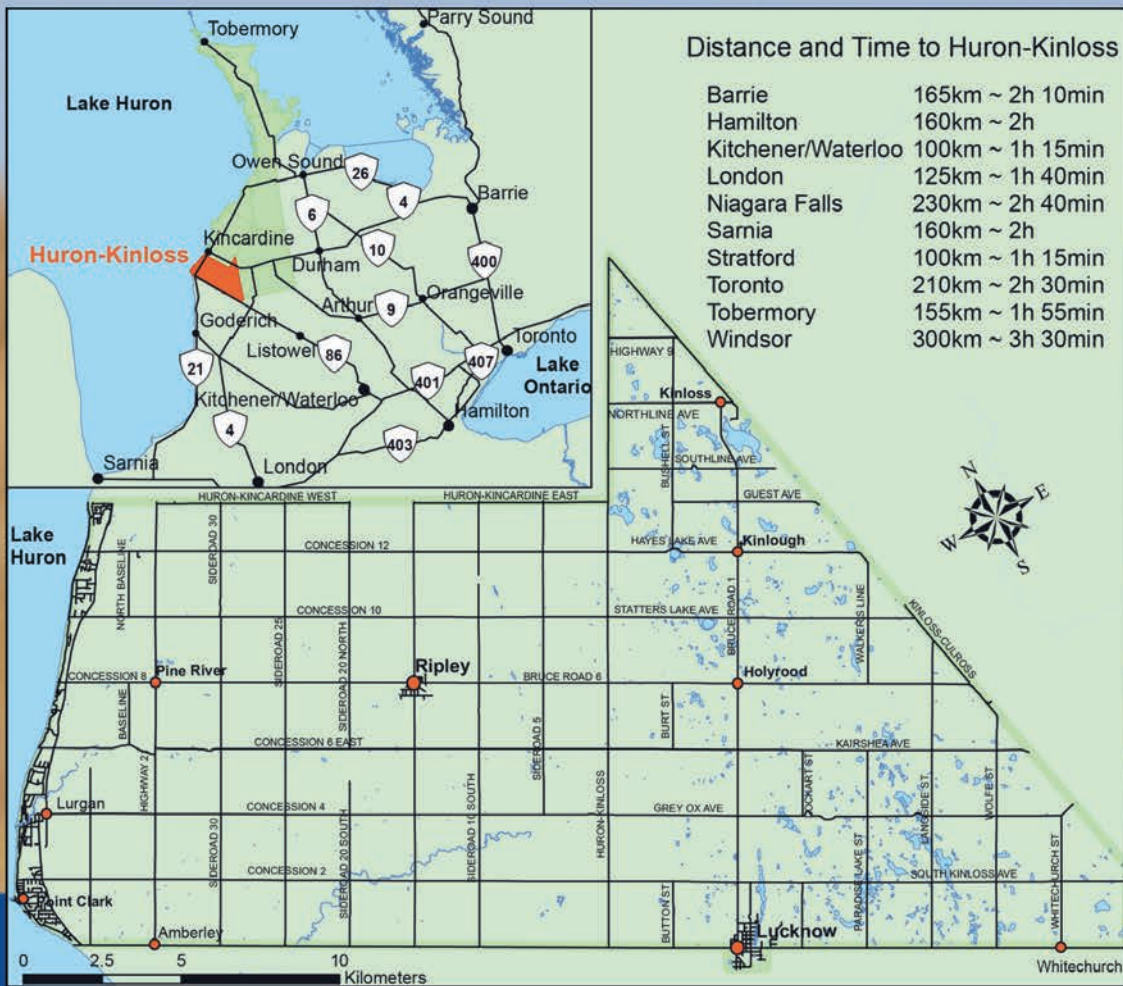 Parry Sound
Tobermory
Lake Huron
Owen Sound
26
4
6
Barrie
Kincardine
10
Huron-Kinloss
Durham
400
Arthur
9
Orangeville
Goderich
Toronto
Listowel
86
407
21
401
Lake
Ontario
Kitchener/Waterloo
Hamilton
4
403
Sarnia
London
Distance and Time to Huron-Kinloss
Barrie 165km ~ 2h 10min
Hamilton 160km ~ 2h
Kitchener/Waterloo 100km ~ 1h 15min
London 125km ~ 1h 40min
Niagara Falls 230km ~ 2h 40min
Sarnia 160km ~ 2h
Stratford 100km ~ 1h 15min
Toronto 210km ~ 2h 30min
Tobermory 155km ~ 1h 55min
Windsor 300km ~ 3h 30min
HIGHWAY 9
Kinloss
NORTHLINE AVE
BUSHELL ST
SOUTHLINE AVE
HURON-KINCARDINE WEST
HURON-KINCARDINE EAST
GUEST AVE
N
E
W
S
Lake
Huron
SIDEROAD 30
CONCESSION 12
HAYES LAKE AVE
Kinlough
NORTH BASELINE
CONCESSION 10
STATTERS LAKE AVE
BRUCE ROAD 1
WALKER'S LINE
KINLOSS-CULROSS
SIDEROAD 25
SIDEROAD 20 NORTH
CONCESSION 8
Pine River
Ripley
BRUCE ROAD 6
Holyrood
BASELINE
BURT ST
SIDEROAD 5
CONCESSION 6 EAST
KAIRSHEA AVE
HIGHWAY 2
HURON-KINLOSS
LANGSIDE ST.
WOLFE ST
Lurgan
CONCESSION 4
SIDEROAD 10 SOUTH
GREY OX AVE
SIDEROAD 30
SIDEROAD 20 SOUTH
CONCESSION 2
PARADISE LAKE ST
SOUTH KINLOSS AVE
WHITECHURCH ST
Point Clark
BUTTON ST
Amberley
Lucknow
Whitechurch
0 2.5 5 10
Kilometers